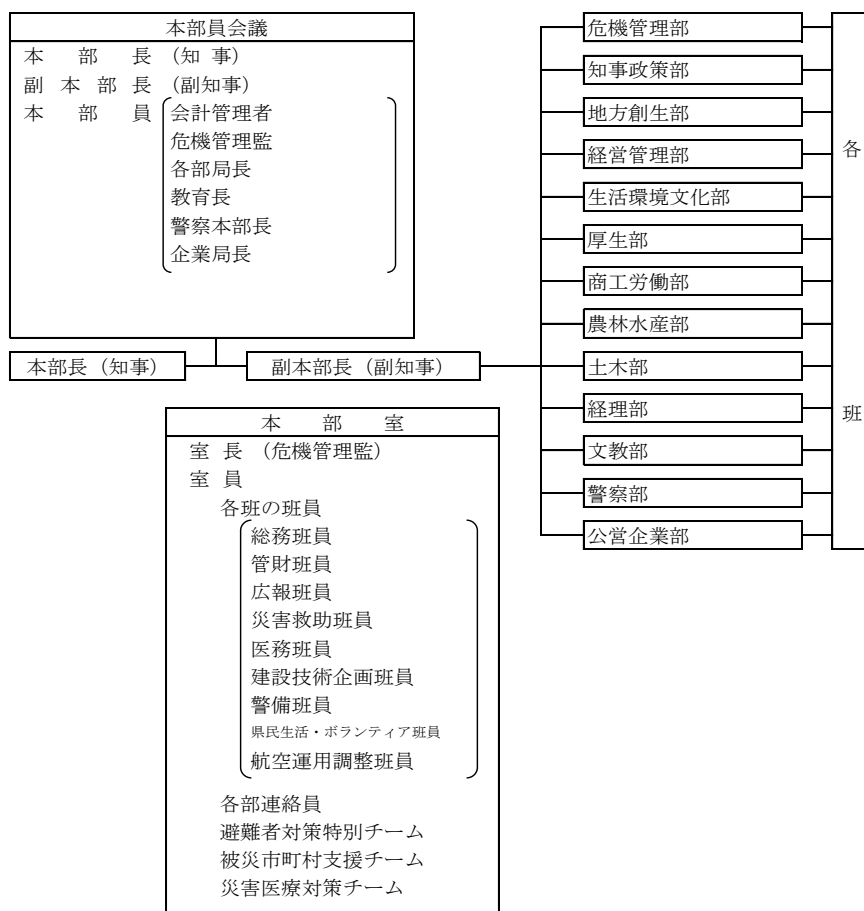 本部員会議
本部長（知事）
副本部長（副知事）
本部員 会計管理者
危機管理監
各部局長
教育長
警察本部長
企業局長
本部長（知事）
副本部長（副知事）
危機管理部
知事政策部
地方創生部
経営管理部
生活環境文化部
厚生部
商工労働部
農林水産部
土木部
経理部
文教部
警察部
公営企業部
各班
本部室
室長（危機管理監）
室員
各班の班員
総務班員
管財班員
広報班員
災害救助班員
医務班員
建設技術企画班員
警備班員
県民生活・ボランティア班員
航空運用調整班員
各部連絡員
避難者対策特別チーム
被災市町村支援チーム
災害医療対策チーム